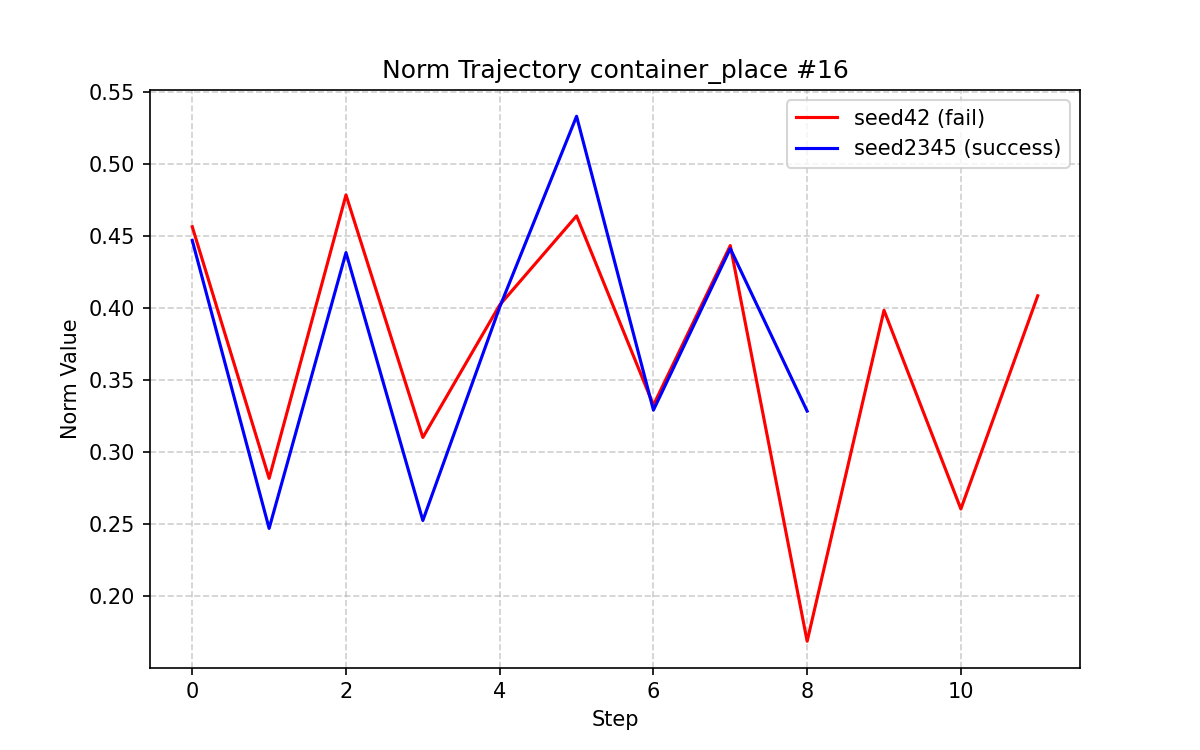 Norm Trajectory container_place #16
seed42 (fail)
seed2345 (success)
Norm Value
0.55
0.50
0.45
0.40
0.35
0.30
0.25
0.20
0 2 4 6 8 10
Step